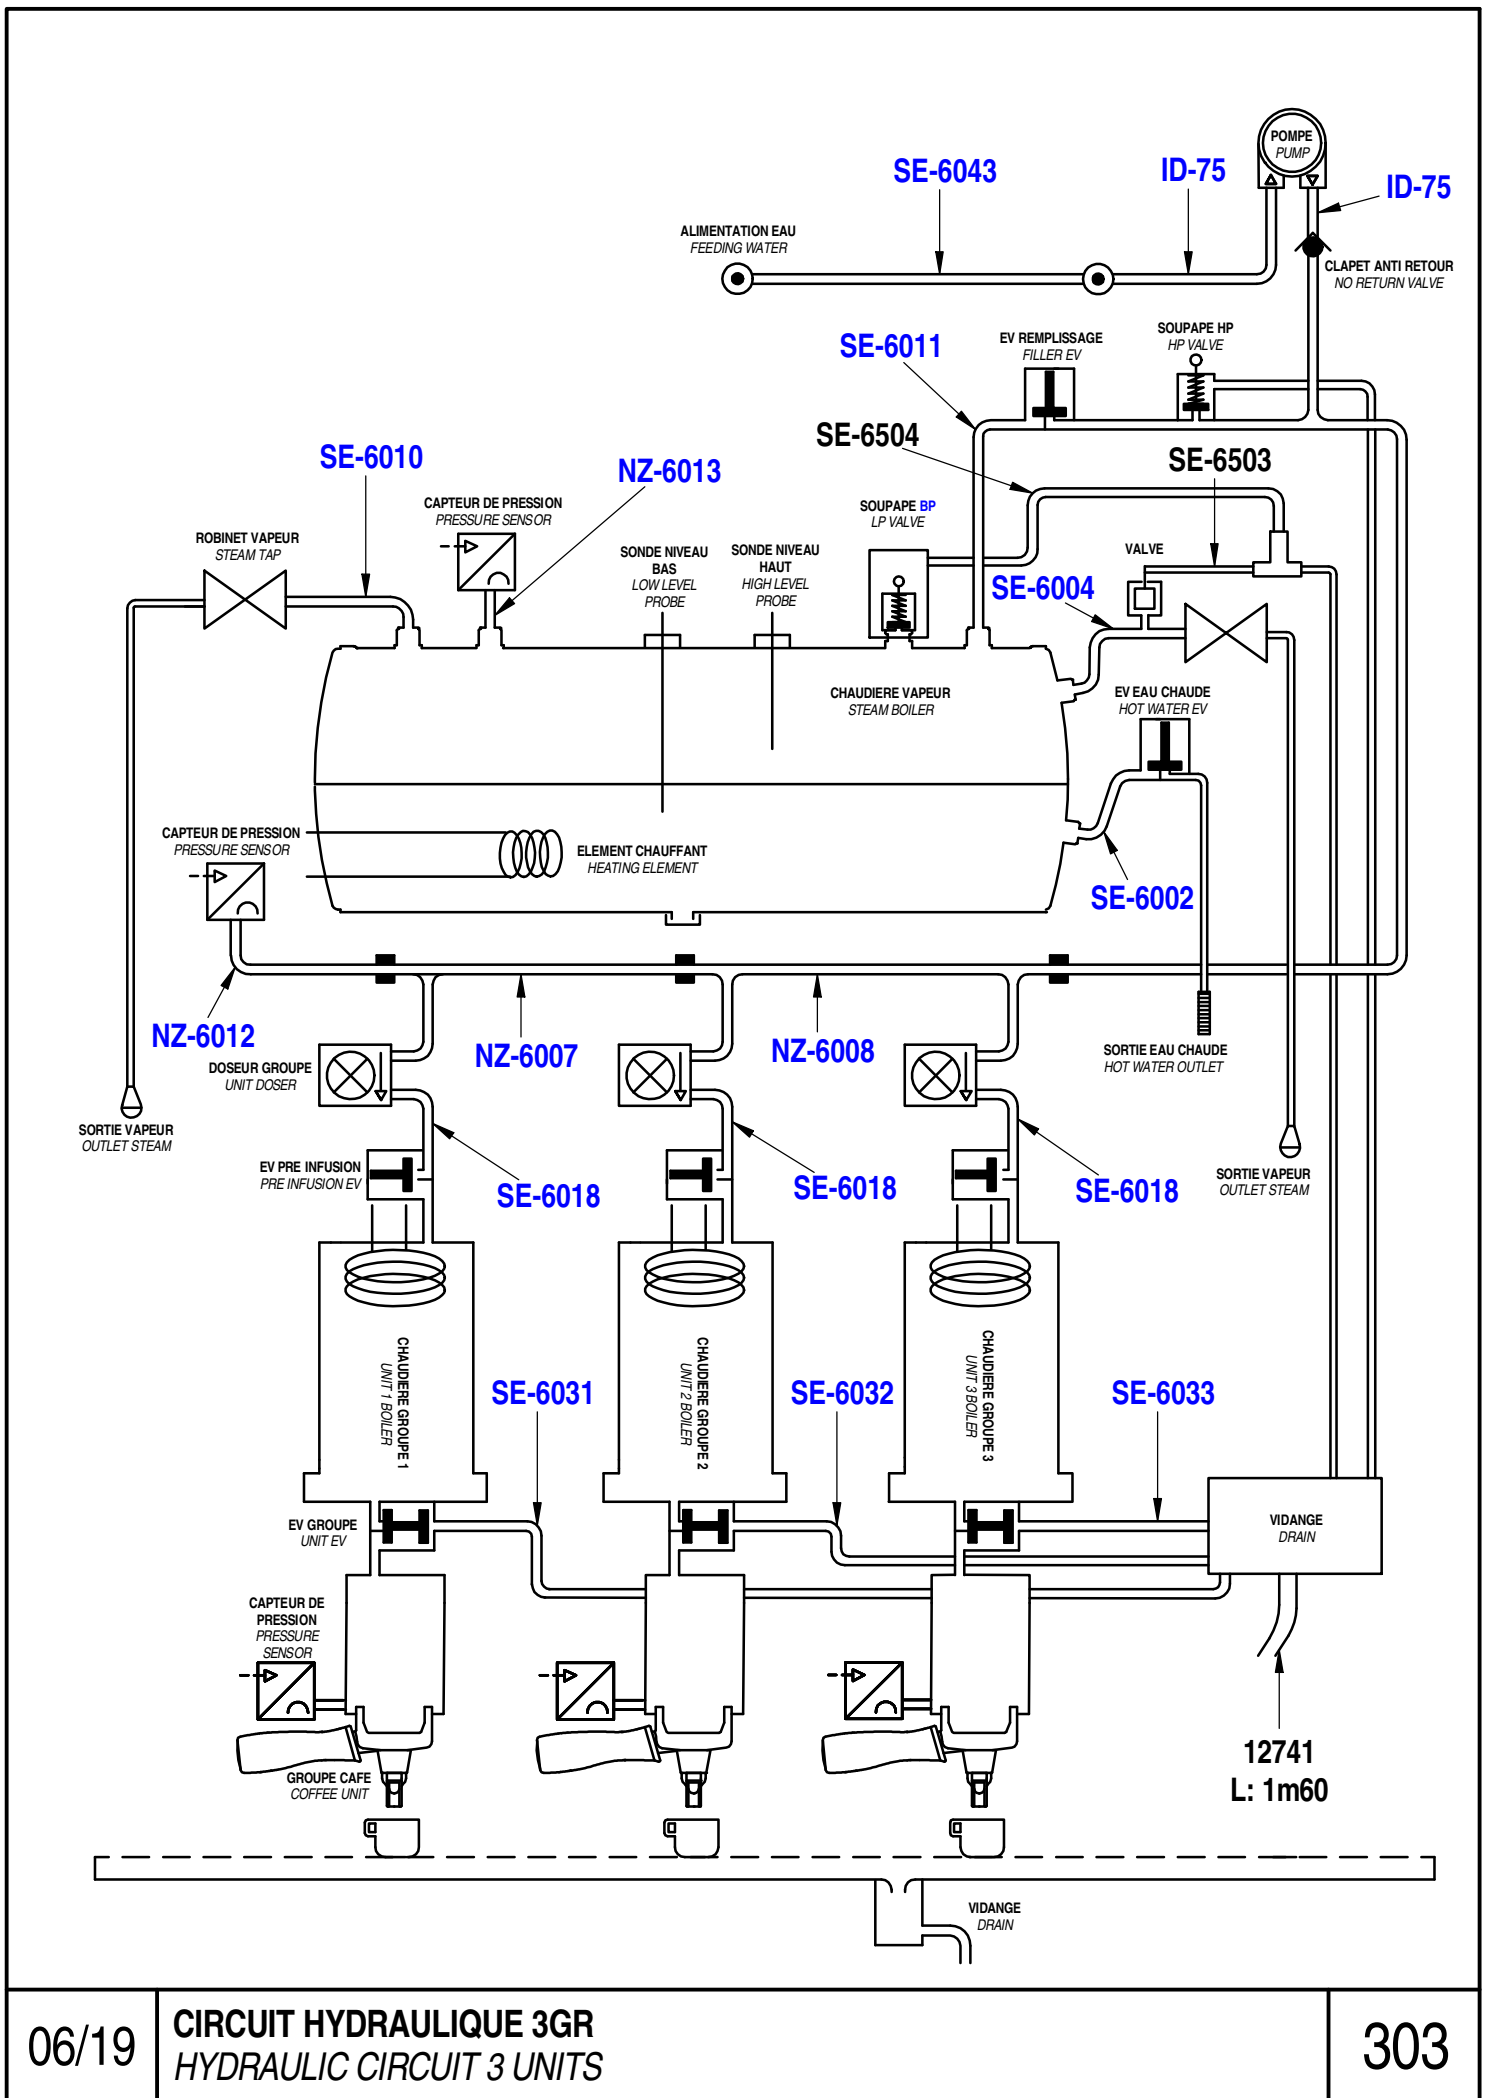 POMPE
PUMP
SE-6043
ID-75
ID-75
ALIMENTATION EAU
FEEDING WATER
CLAPET ANTI RETOUR
NO RETURN VALVE
SOUPAPE HP
HP VALVE
EV REMPLISSAGE
FILLER EV
SE-6011
SE-6504
SE-6503
SE-6010
NZ-6013
CAPTEUR DE PRESSION
PRESSURE SENSOR
SOUPAPE BP
LP VALVE
ROBINET VAPEUR
STEAM TAP
SONDE NIVEAU
BAS
LOW LEVEL
PROBE
SONDE NIVEAU
HAUT
HIGH LEVEL
PROBE
VALVE
SE-6004
CHAUDIERE VAPEUR
STEAM BOILER
EV EAU CHAUDE
HOT WATER EV
CAPTEUR DE PRESSION
PRESSURE SENSOR
ELEMENT CHAUFFANT
HEATING ELEMENT
SE-6002
NZ-6012
NZ-6007
NZ-6008
SORTIE EAU CHAUDE
HOT WATER OUTLET
DOSEUR GROUPE
UNIT DOSER
SORTIE VAPEUR
OUTLET STEAM
EV PRE INFUSION
PRE INFUSION EV
SE-6018
SE-6018
SE-6018
SORTIE VAPEUR
OUTLET STEAM
CHAUDIERE GROUPE 1
UNIT 1 BOILER
CHAUDIERE GROUPE 2
UNIT 2 BOILER
CHAUDIERE GROUPE 3
UNIT 3 BOILER
SE-6031
SE-6032
SE-6033
EV GROUPE
UNIT EV
VIDANGE
DRAIN
CAPTEUR DE
PRESSION
PRESSURE
SENSOR
12741
L: 1m60
GROUPE CAFE
COFFEE UNIT
VIDANGE
DRAIN
06/19
CIRCUIT HYDRAULIQUE 3GR
HYDRAULIC CIRCUIT 3 UNITS
303